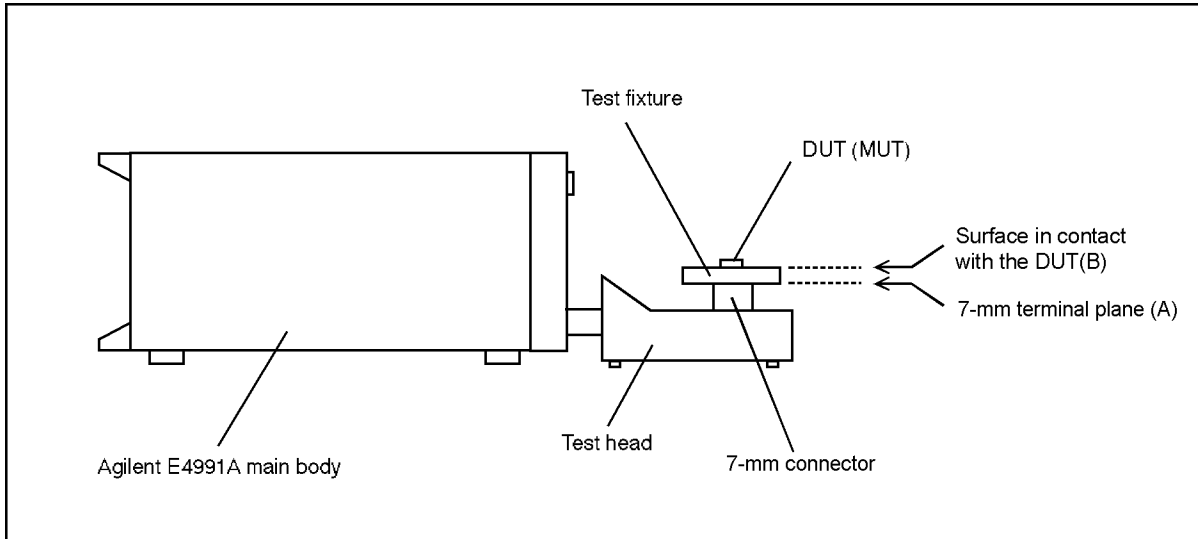 Test fixture
DUT (MUT)
Surface in contact
with the DUT(B)
7-mm terminal plane (A)
Test head
7-mm connector
Agilent E4991A main body